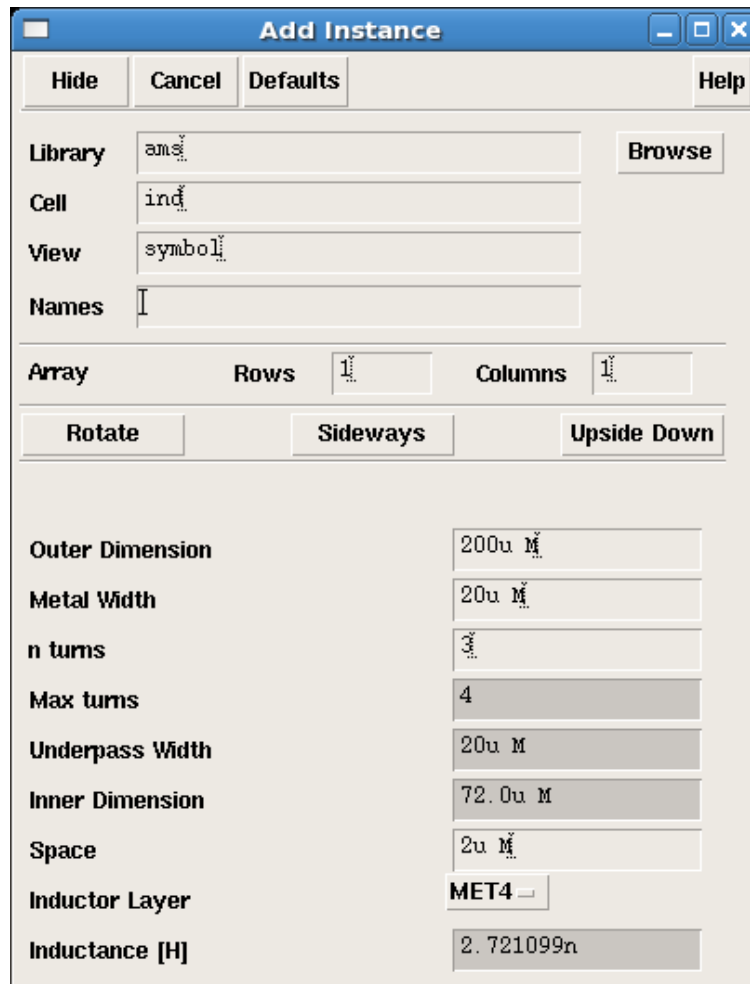 Add Instance
Hide Cancel Defaults Help
Library ams Browse
Cell ind
View symbol
Names
Array Rows 1 Columns 1
Rotate Sideways Upside Down
Outer Dimension 200u M
Metal Width 20u M
n turns 3
Max turns 4
Underpass Width 20u M
Inner Dimension 72.0u M
Space 2u M
Inductor Layer MET4
Inductance [H] 2.721099n